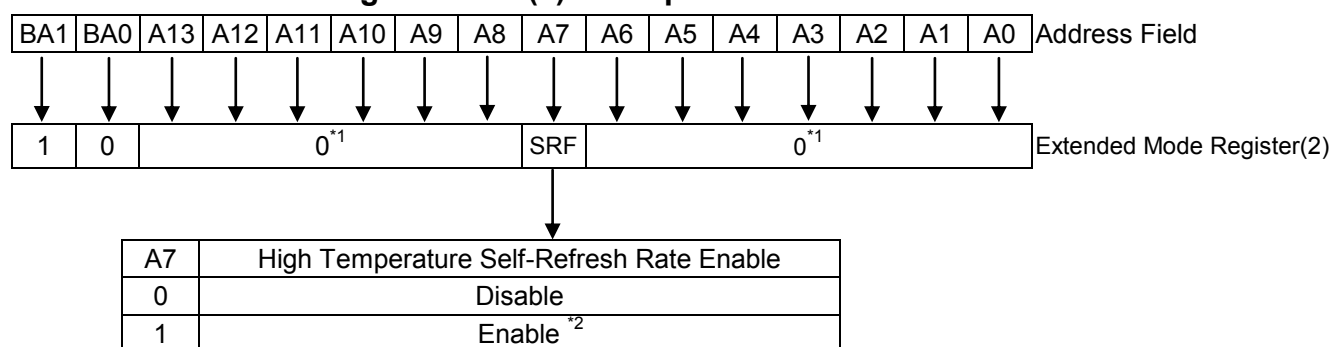 BA1 BA0 A13 A12 A11 A10 A9 A8 A7 A6 A5 A4 A3 A2 A1 A0 Address Field
1 0 0*1 SRF 0*1 Extended Mode Register(2)
A7 High Temperature Self-Refresh Rate Enable
0 Disable
1 Enable *2